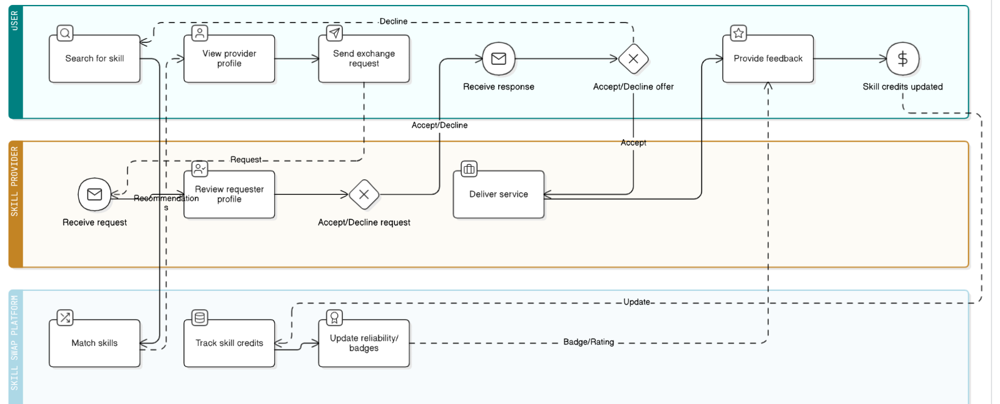 USER
Decline
Search for skill
View provider
profile
Send exchange
request
Provide feedback
Receive response
Accept/Decline offer
Skill credits updated
Accept/Decline
Accept
SKILL PROVIDER
Request
Review requester
profile
Recommendation
s
Deliver service
Receive request
Accept/Decline request
SKILL SWAP PLATFORM
Update
Match skills
Track skill credits
Update reliability/
badges
Badge/Rating